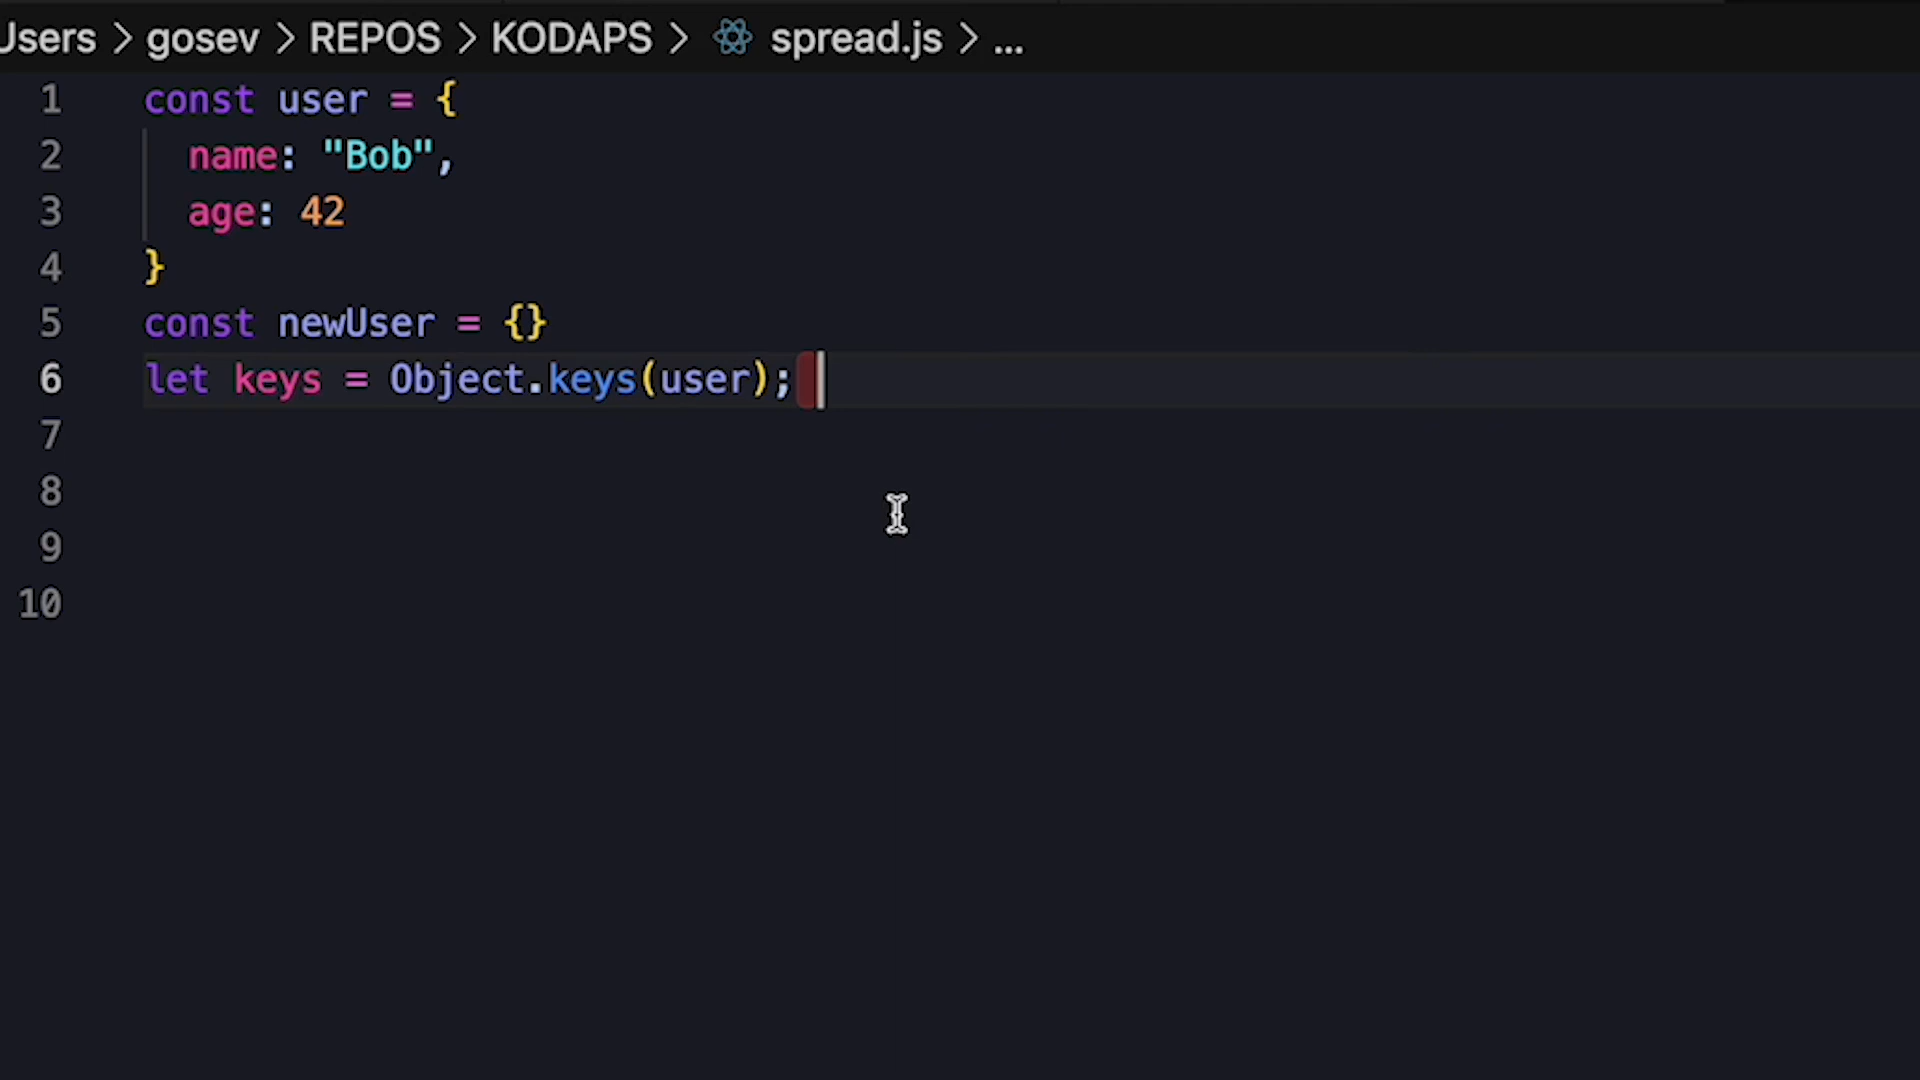 Users > gosev > REPOS > KODAPS > spread.js > ...
1 const user = {
2 name: "Bob",
3 age: 42
4 }
5 const newUser = {}
6 let keys = Object.keys(user);
7
8
9
10